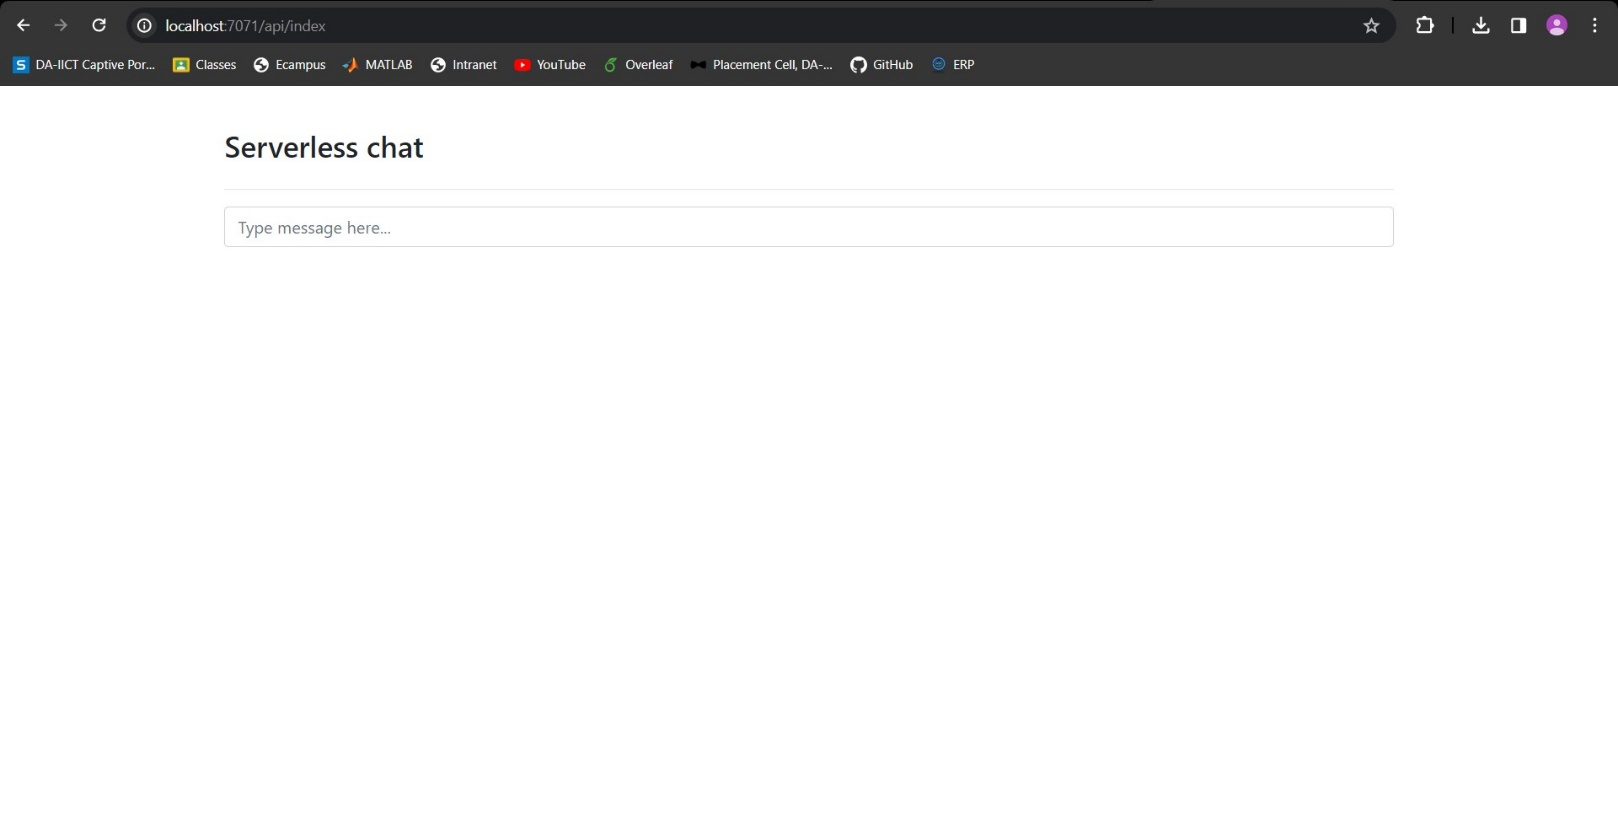 localhost:7071/api/index
DA-IICT Captive Por... Classes Ecampus MATLAB Intranet YouTube Overleaf Placement Cell, DA-... GitHub ERP
Serverless chat
Type message here...